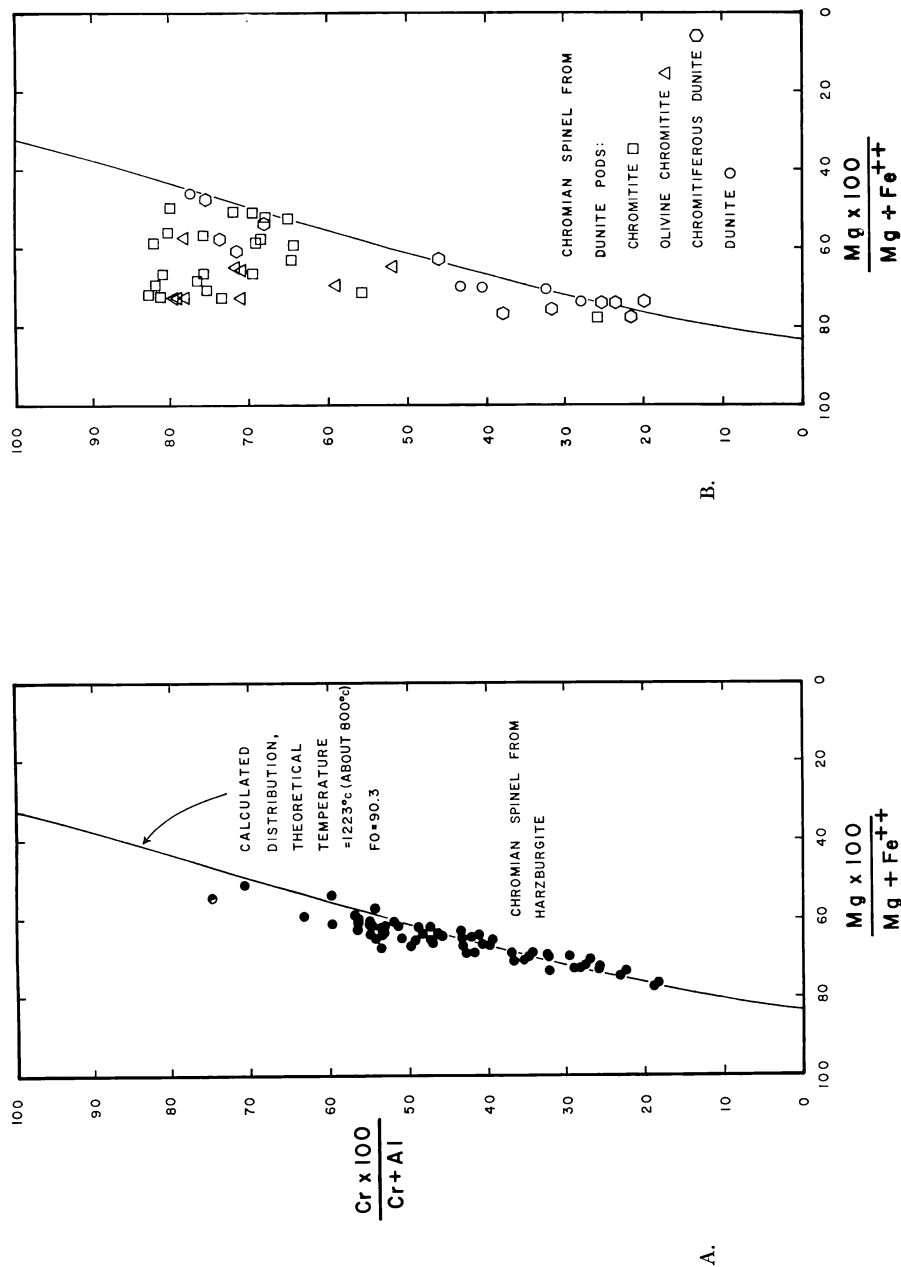 A.
Cr x 100
Cr + Al
100
90
80
70
60
50
40
30
20
10
0
CALCULATED
DISTRIBUTION,
THEORETICAL
TEMPERATURE
=1223°C (ABOUT 800°C)
FO=90.3
CHROMIAN SPINEL FROM
HARZBURGITE
100
80
60
40
20
0
Mg x 100
Mg + Fe++
B.
100
90
80
70
60
50
40
30
20
10
0
CHROMIAN SPINEL FROM
DUNITE PODS:
CHROMITITE □
OLIVINE CHROMITITE △
CHROMITIFEROUS DUNITE ⬡
DUNITE ○
100
80
60
40
20
0
Mg x 100
Mg + Fe++